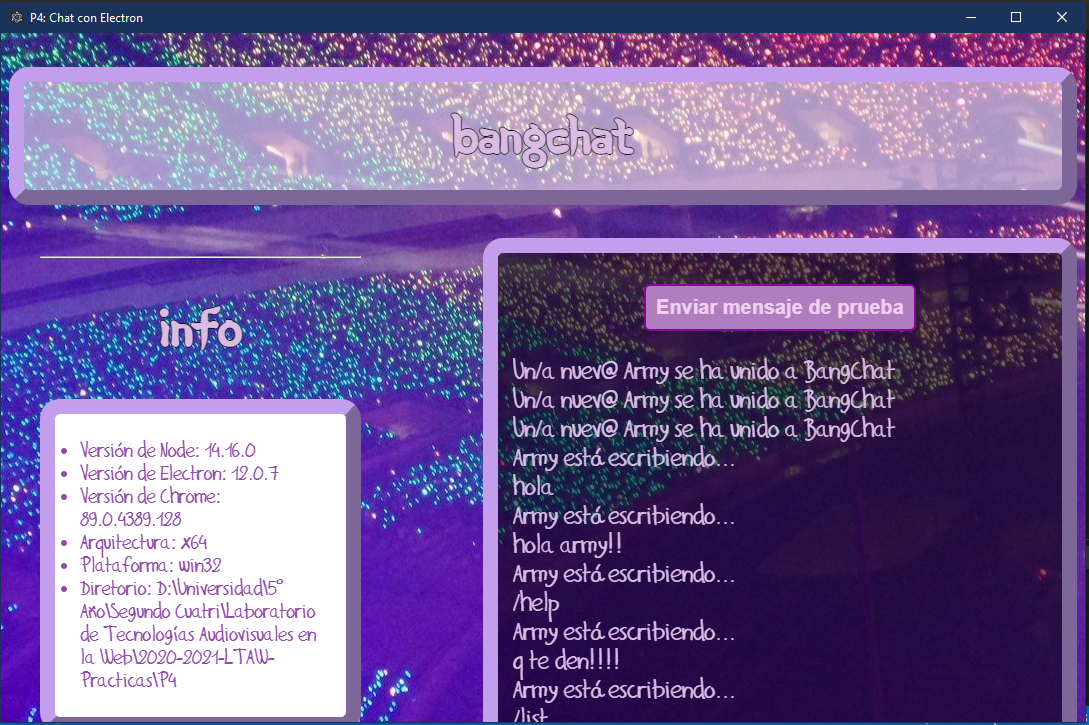 P4: Chat con Electron
bangchat
info
Versión de Node: 14.16.0
Versión de Electron: 12.0.7
Versión de Chrome:
89.0.4389.128
Arquitectura: x64
Plataforma: win32
Diretorio: D:\Universidad\5º
Año\Segundo Cuatri\Laboratorio
de Tecnologías Audiovisuales en
la Web\2020-2021-LTAW-
Practicas\P4
Enviar mensaje de prueba
Un/a nuev@ Army se ha unido a BangChat
Un/a nuev@ Army se ha unido a BangChat
Un/a nuev@ Army se ha unido a BangChat
Army está escribiendo...
hola
Army está escribiendo...
hola army!!
Army está escribiendo...
/help
Army está escribiendo...
q te den!!!!
Army está escribiendo...
/list